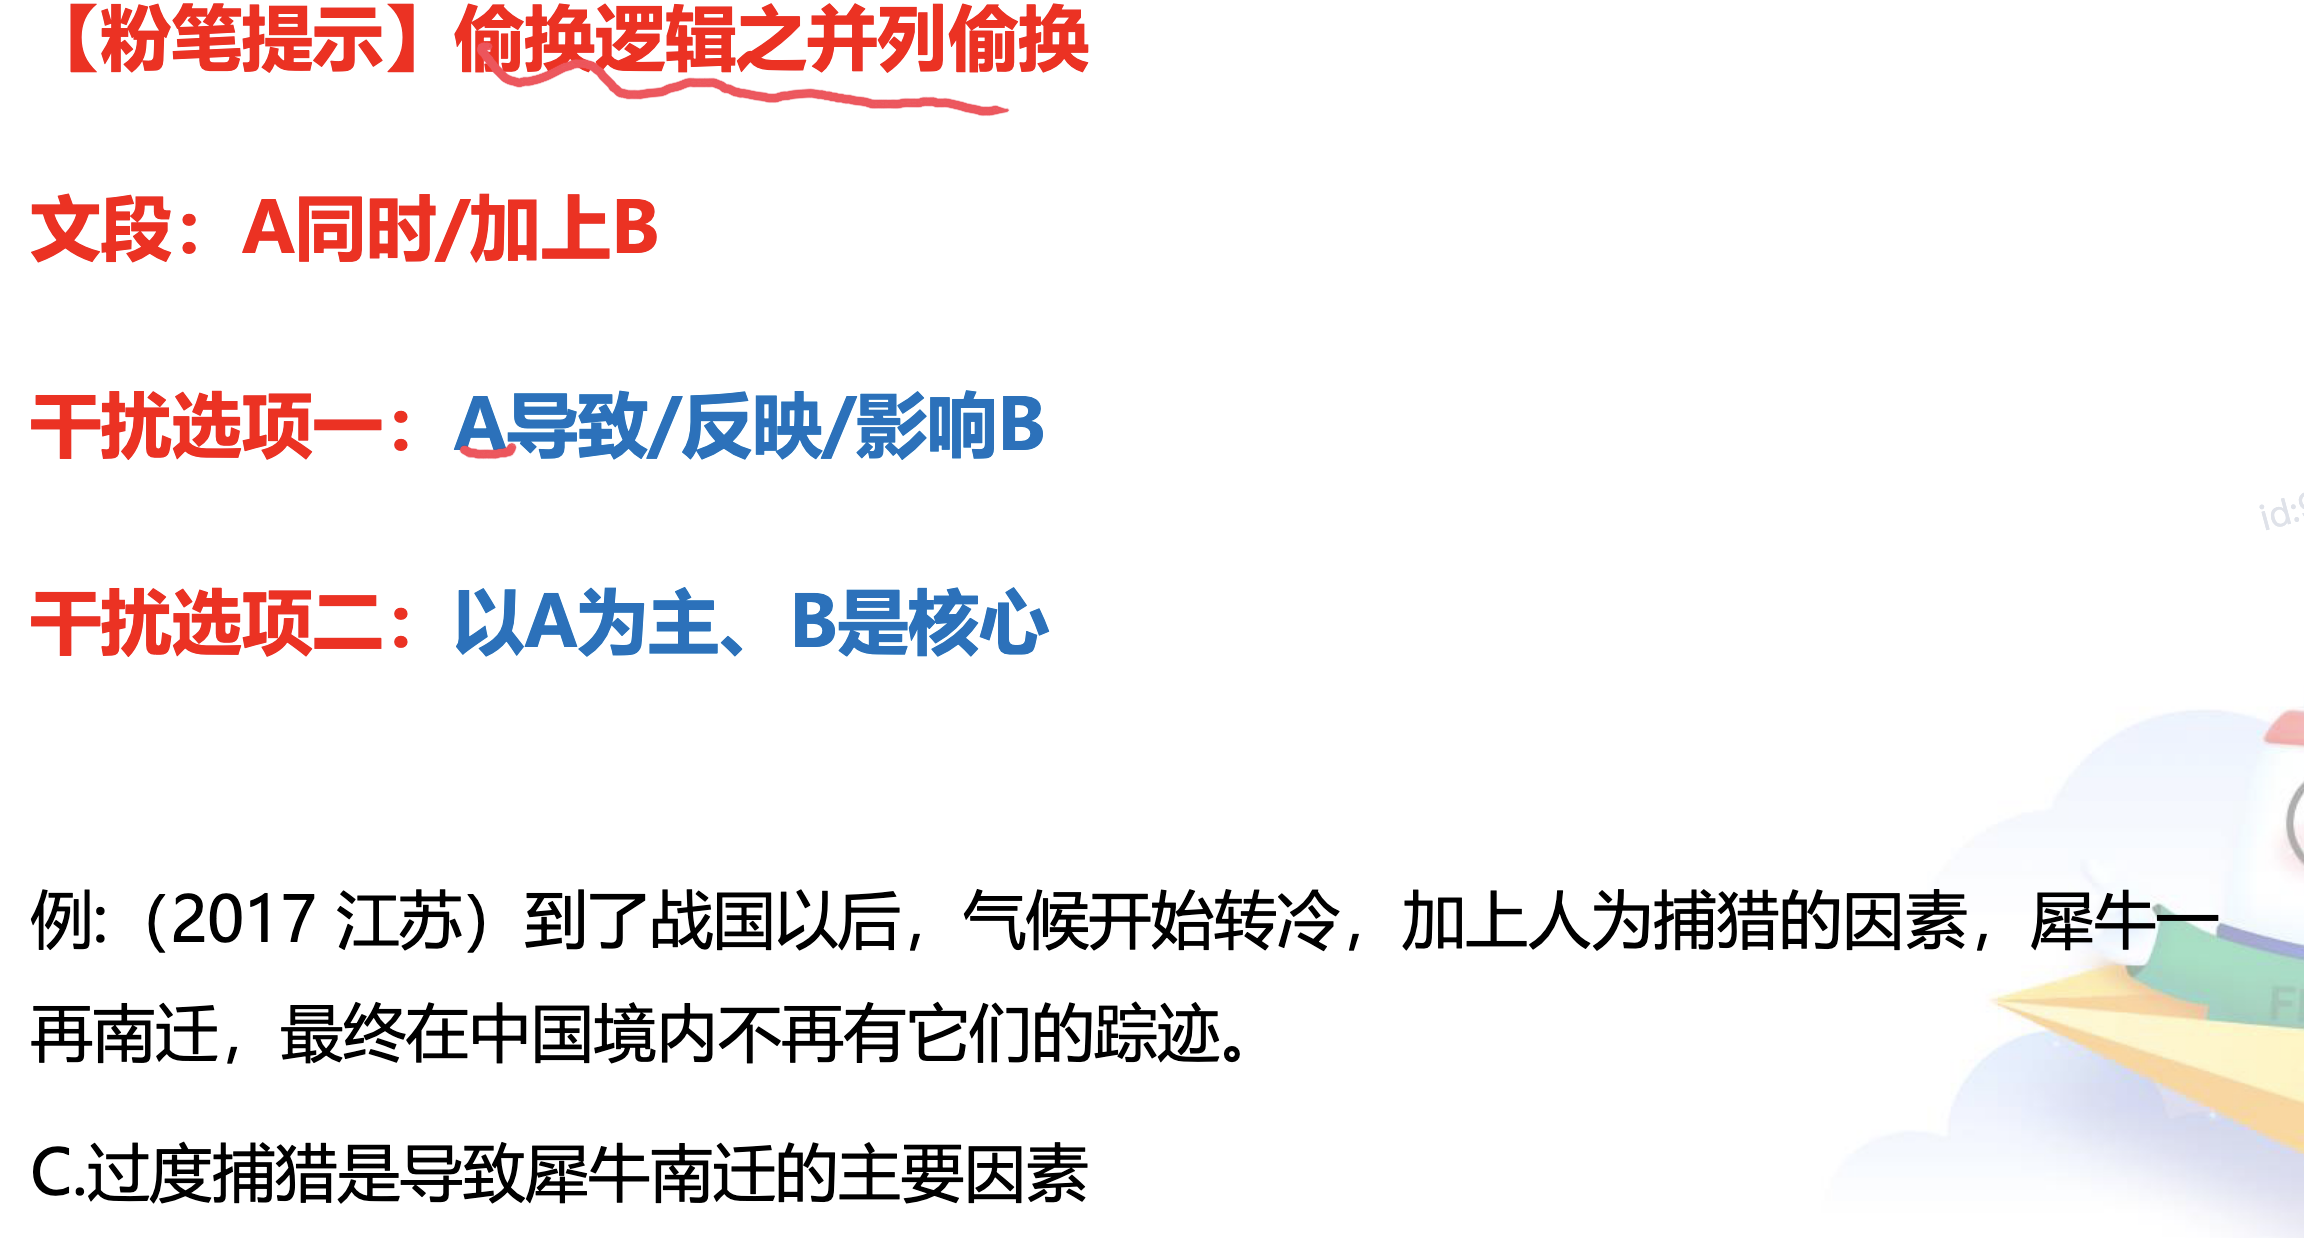 【粉笔提示】偷换逻辑之并列偷换
文段：A同时/加上B
干扰选项一：A导致/反映/影响B
干扰选项二：以A为主、B是核心
id:
例:（2017 江苏）到了战国以后，气候开始转冷，加上人为捕猎的因素，犀牛一
再南迁，最终在中国境内不再有它们的踪迹。
C.过度捕猎是导致犀牛南迁的主要因素